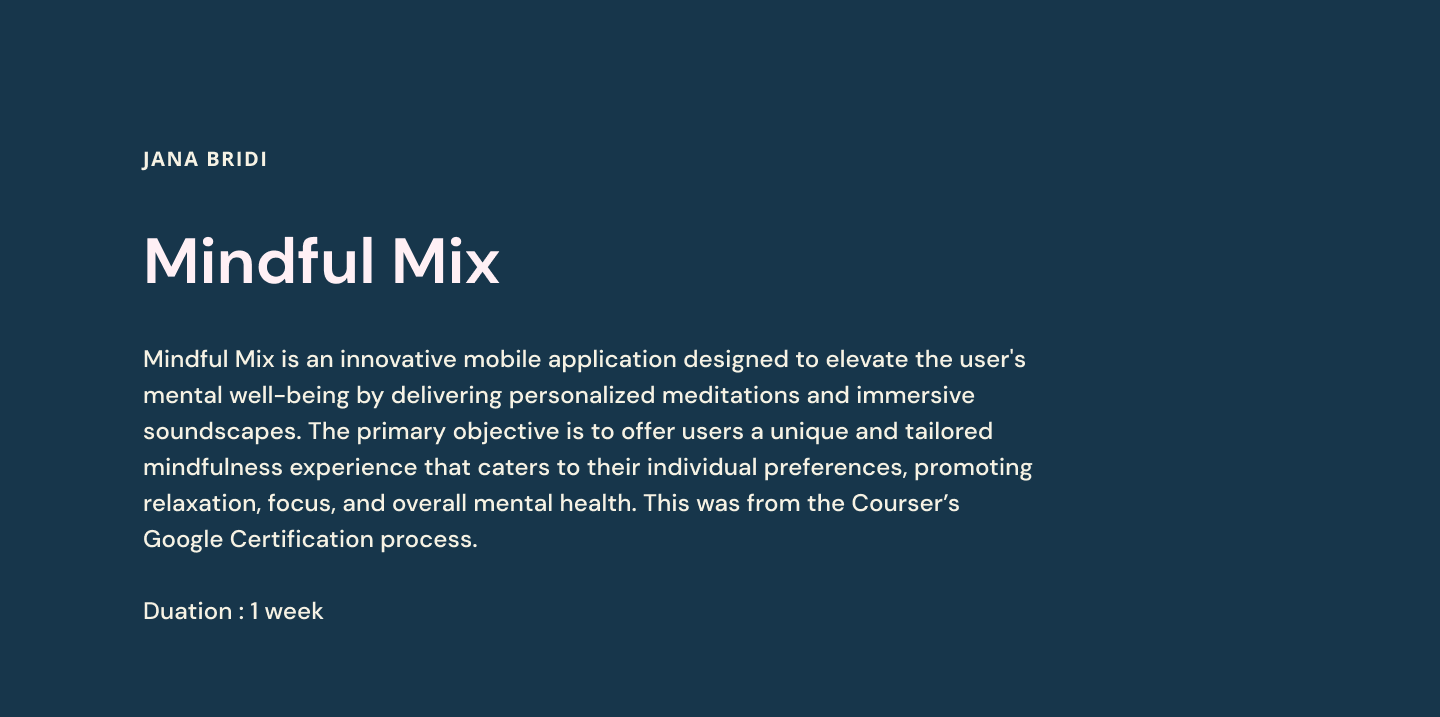 JANA BRIDI
Mindful Mix
Mindful Mix is an innovative mobile application designed to elevate the user's
mental well-being by delivering personalized meditations and immersive
soundscapes. The primary objective is to offer users a unique and tailored
mindfulness experience that caters to their individual preferences, promoting
relaxation, focus, and overall mental health. This was from the Courser’s
Google Certification process.
Duation : 1 week